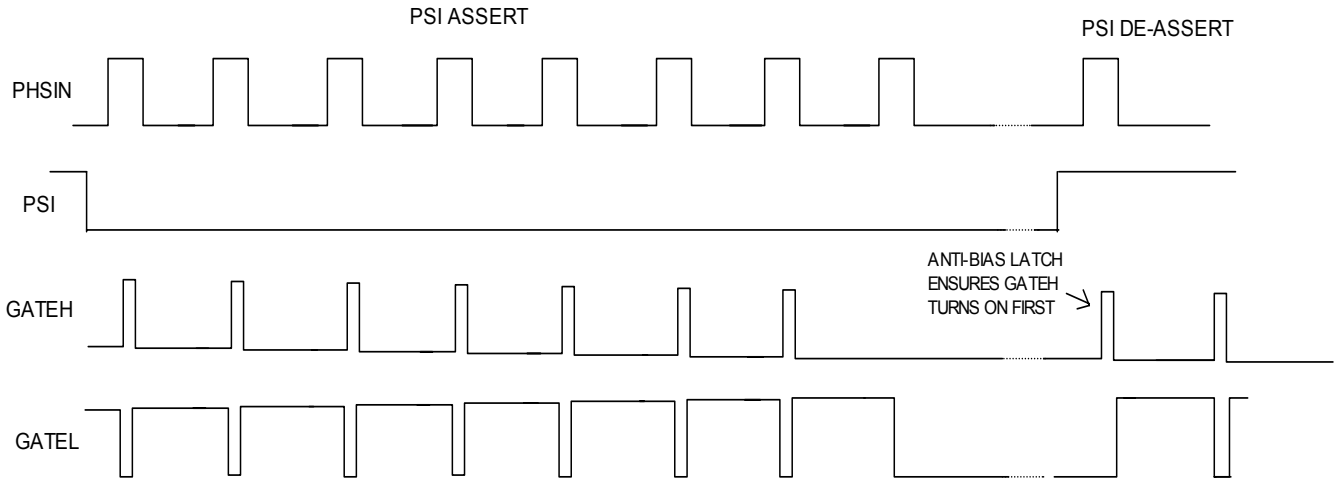 PSI ASSERT
PSI DE-ASSERT
PHSIN
PSI
ANTI-BIAS LATCH
ENSURES GATEH
TURNS ON FIRST
GATEH
GATEL